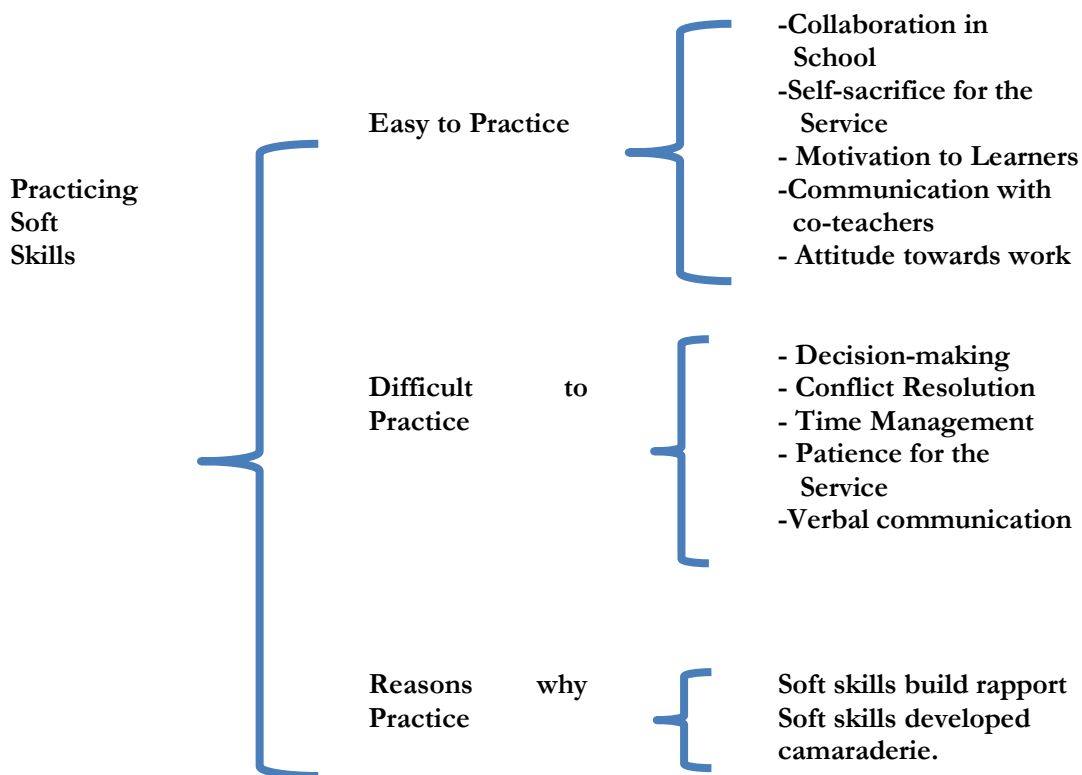 Practicing
Soft
Skills
Easy to Practice
-Collaboration in
School
-Self-sacrifice for the
Service
- Motivation to Learners
-Communication with
co-teachers
- Attitude towards work
Difficult to
Practice
- Decision-making
- Conflict Resolution
- Time Management
- Patience for the
Service
-Verbal communication
Reasons why
Practice
Soft skills build rapport
Soft skills developed
camaraderie.